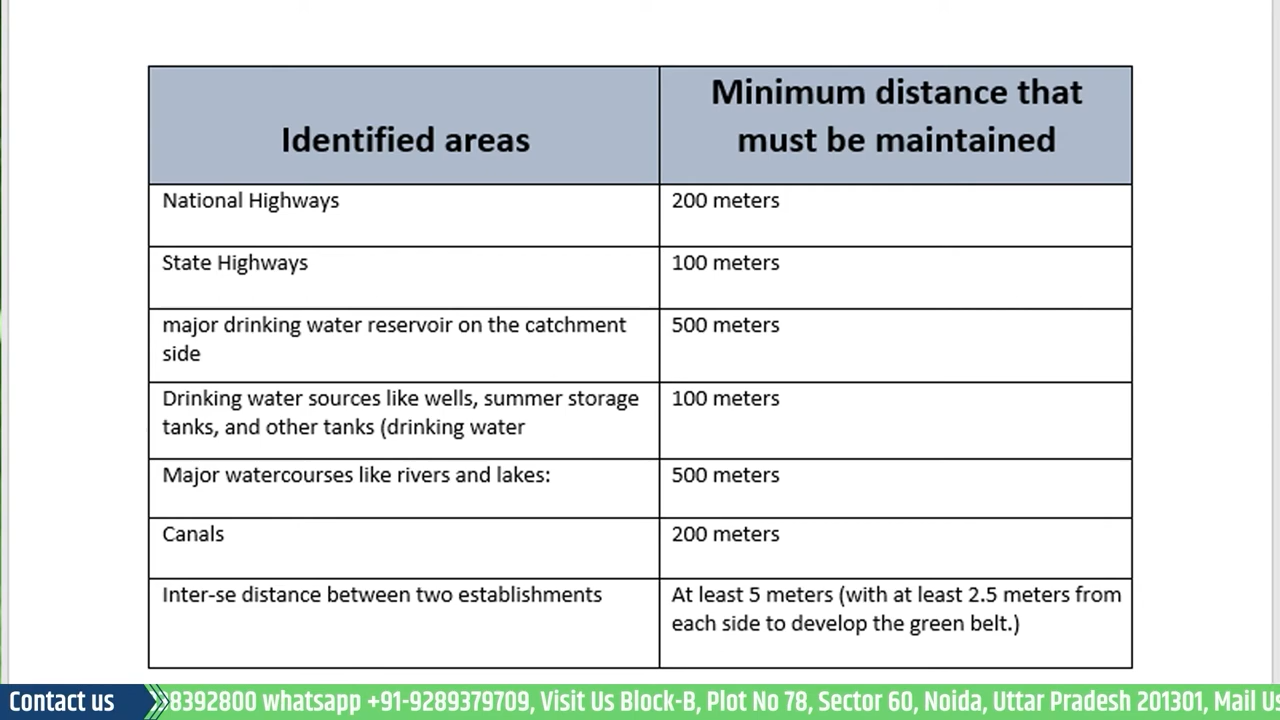 Identified areas
Minimum distance that
must be maintained
National Highways
200 meters
State Highways
100 meters
major drinking water reservoir on the catchment
side
500 meters
Drinking water sources like wells, summer storage
tanks, and other tanks (drinking water
100 meters
Major watercourses like rivers and lakes:
500 meters
Canals
200 meters
Inter-se distance between two establishments
At least 5 meters (with at least 2.5 meters from
each side to develop the green belt.)
Contact us
8392800 whatsapp +91-9289379709, Visit Us Block-B, Plot No 78, Sector 60, Noida, Uttar Pradesh 201301, Mail Us